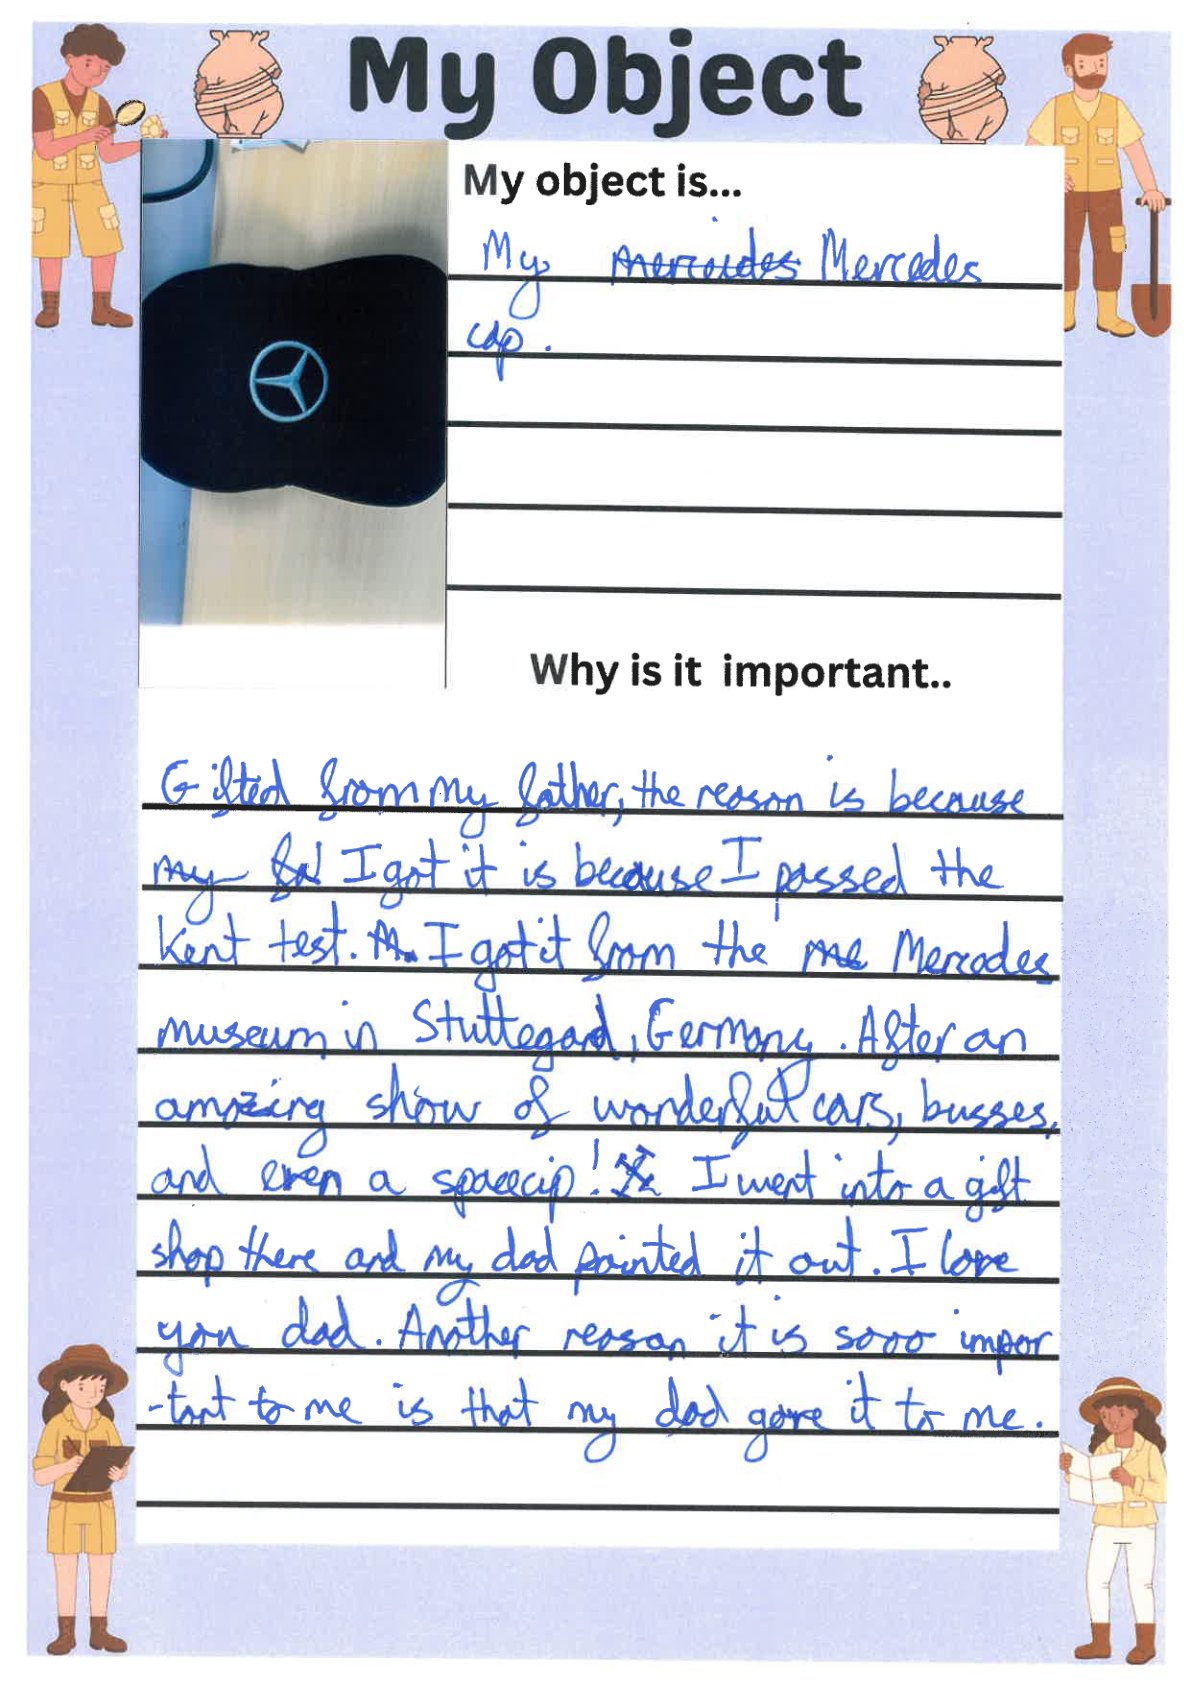 My Object
My object is...
My mercides Mercedes
cap.
Why is it important..
Gifted from my father, the reason is because
my fa I got it is because I passed the
Kent test. M. I got it from the me Mercedes
museum in Stuttegard, Germany. After an
amazing show of wonderful cars, busses,
and even a spacecip! I went into a gift
shop there and my dad pointed it out. I love
you dad. Another reason it is sooo impor
-tant to me is that my dad gave it to me.